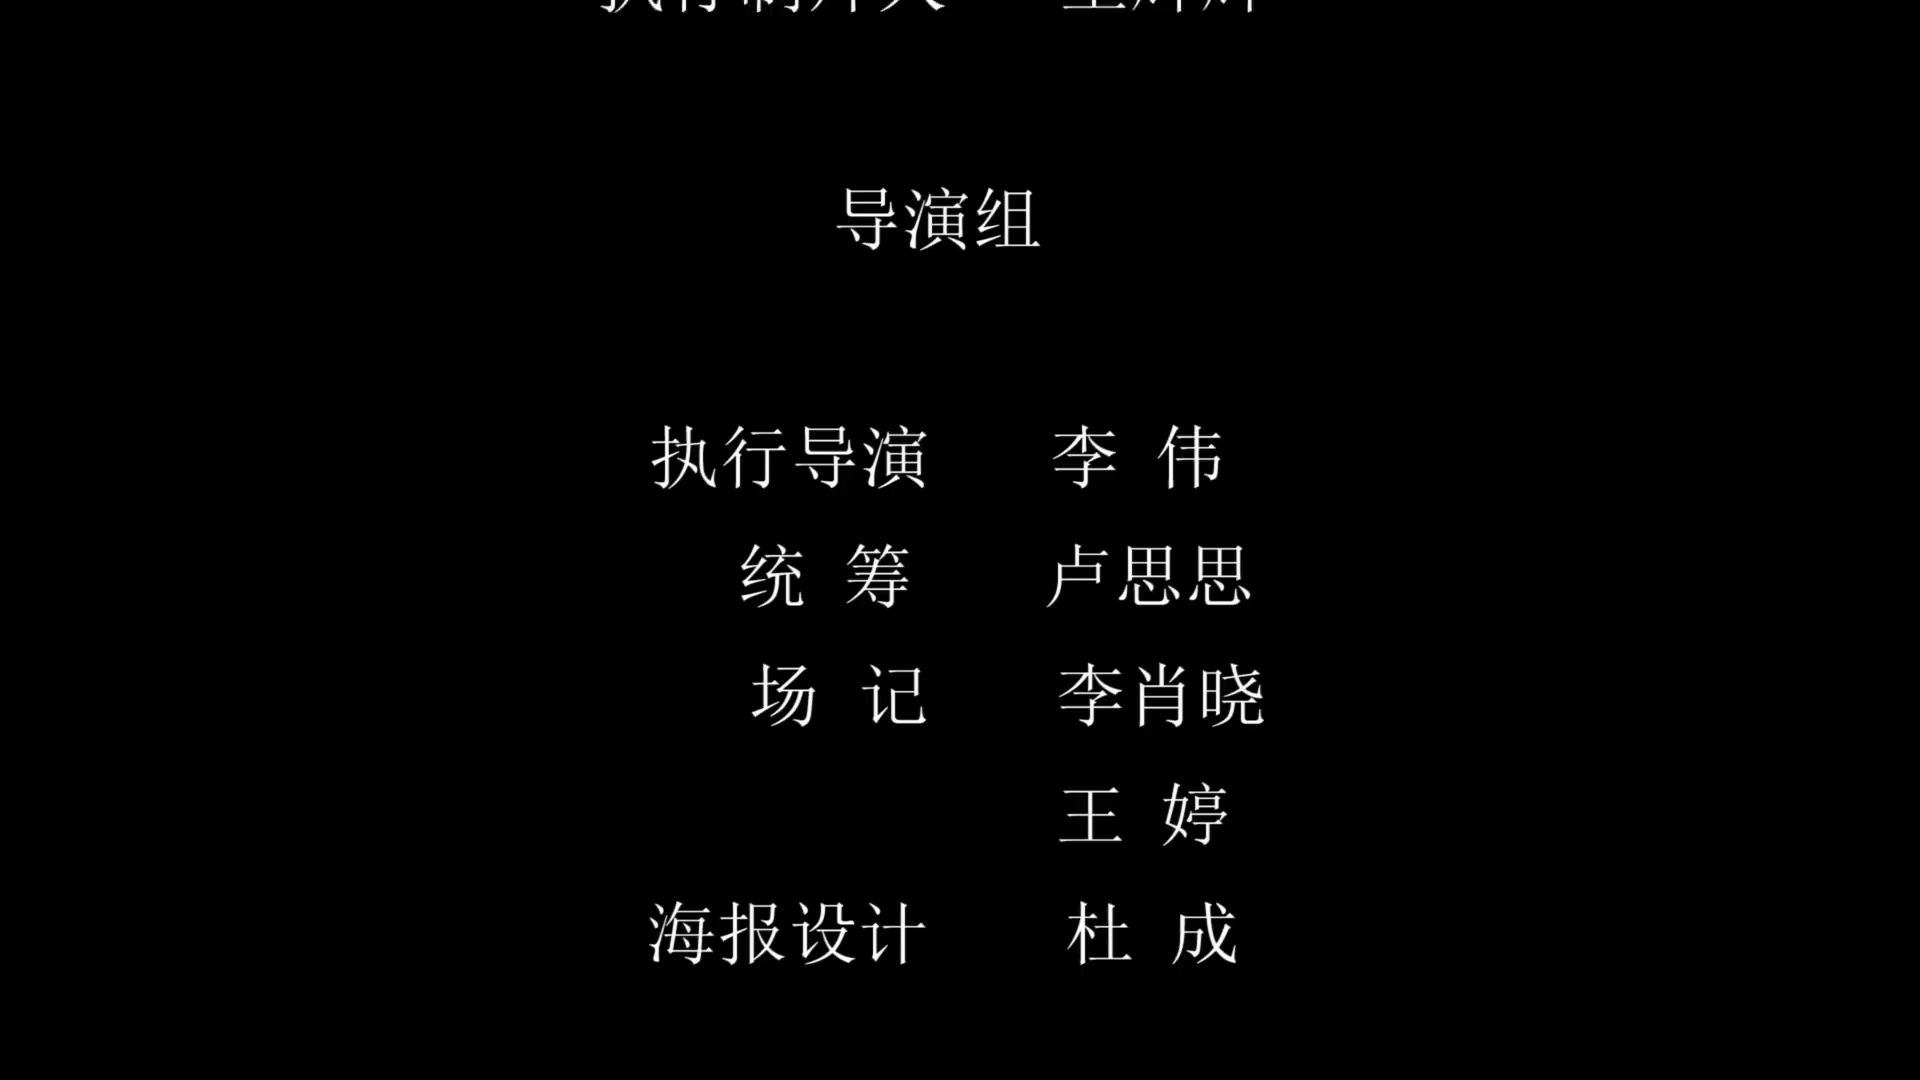 导演组
执行导演 李 伟
统 筹 卢思思
场 记 李肖晓
王 婷
海报设计 杜 成